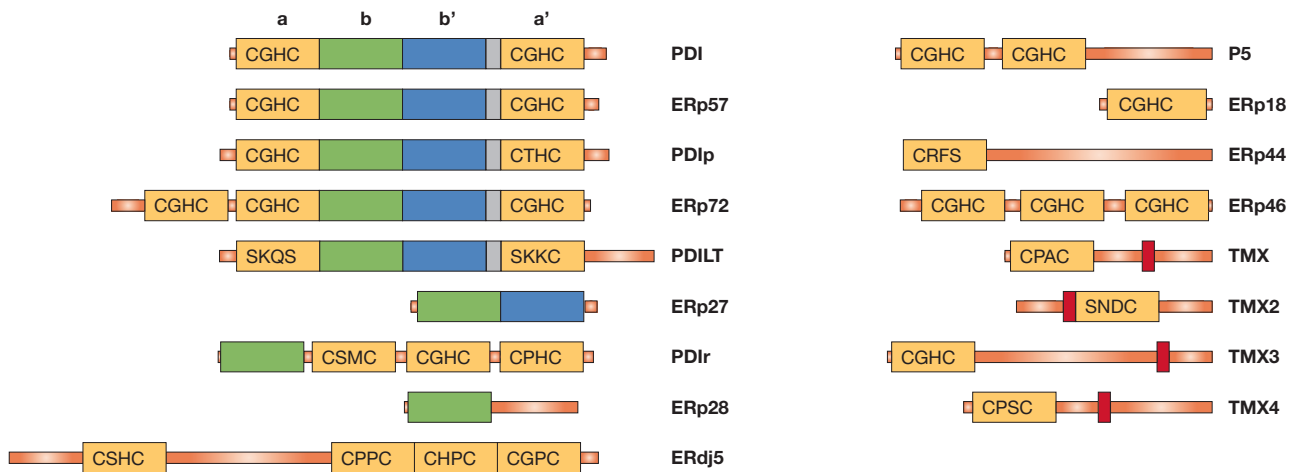 a b b’ a’
CGHC CGHC PDI
CGHC CGHC ERp57
CGHC CTHC PDIp
CGHC CGHC CGHC ERp72
SKQS SKKC PDILT
ERp27
CSMC CGHC CPHC PDIr
ERp28
CSHC CPPC CHPC CGPC ERdj5
CGHC CGHC P5
CGHC ERp18
CRFS ERp44
CGHC CGHC CGHC ERp46
CPAC TMX
SNDC TMX2
CGHC TMX3
CPSC TMX4